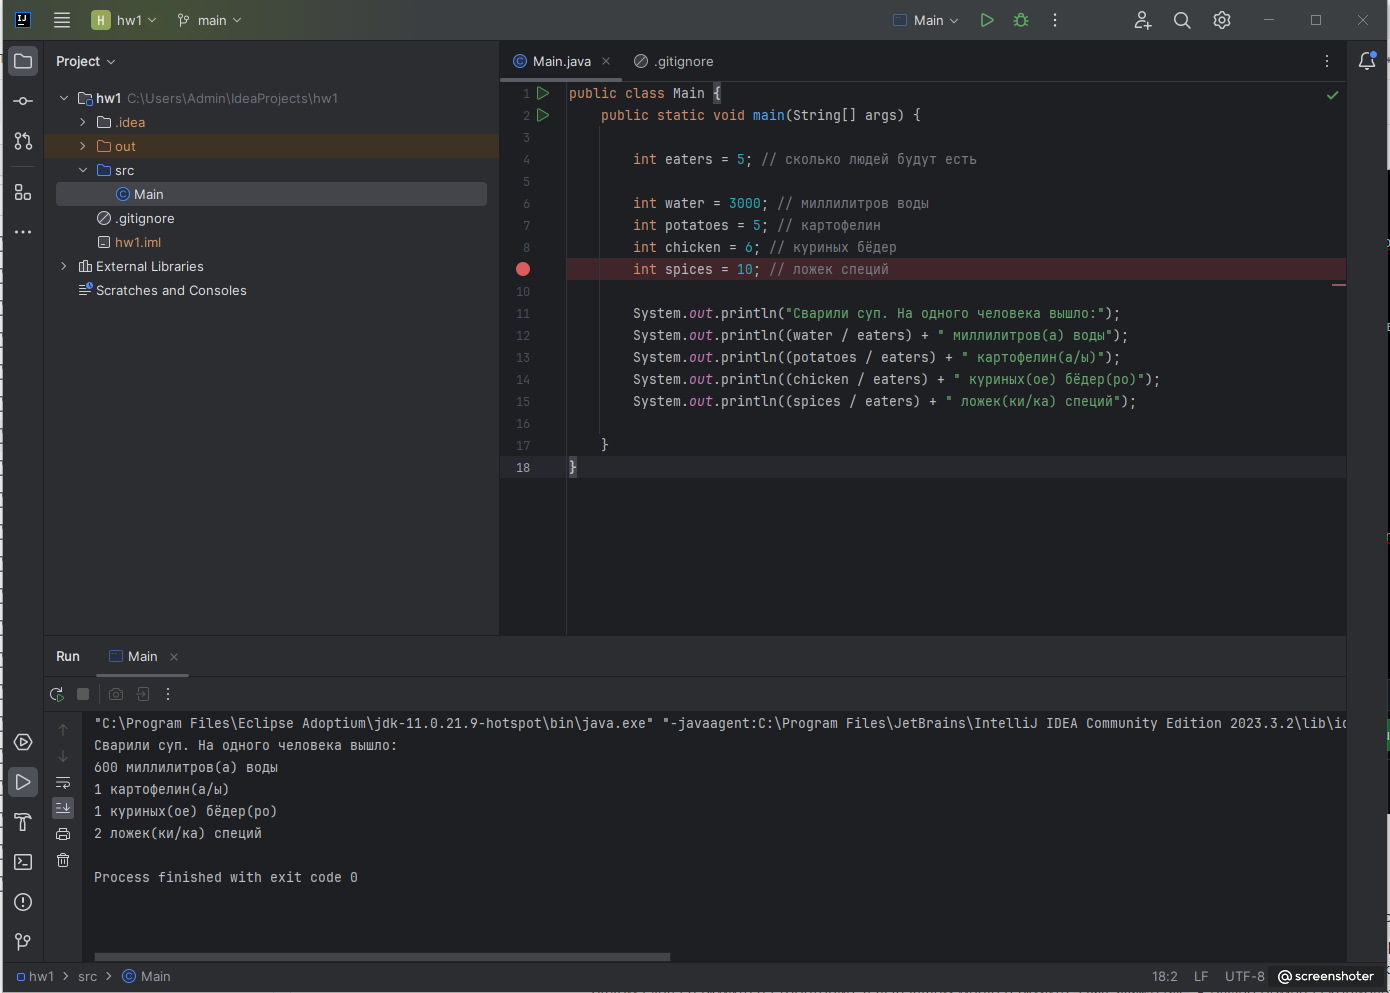 IJ H hw1 main Main
Project
Main.java .gitignore
hw1 C:\Users\Admin\IdeaProjects\hw1
.idea
out
src
Main
.gitignore
hw1.iml
External Libraries
Scratches and Consoles
1 public class Main {
2 public static void main(String[] args) {
3
4 int eaters = 5; // сколько людей будут есть
5
6 int water = 3000; // миллилитров воды
7 int potatoes = 5; // картофелин
8 int chicken = 6; // куриных бёдер
int spices = 10; // ложек специй
10
11 System.out.println("Сварили суп. На одного человека вышло:");
12 System.out.println((water / eaters) + " миллилитров(а) воды");
13 System.out.println((potatoes / eaters) + " картофелин(а/ы)");
14 System.out.println((chicken / eaters) + " куриных(ое) бёдер(ро)");
15 System.out.println((spices / eaters) + " ложек(ки/ка) специй");
16
17 }
18 }
Run Main
"C:\Program Files\Eclipse Adoptium\jdk-11.0.21.9-hotspot\bin\java.exe" "-javaagent:C:\Program Files\JetBrains\IntelliJ IDEA Community Edition 2023.3.2\lib\
Сварили суп. На одного человека вышло:
600 миллилитров(а) воды
1 картофелин(а/ы)
1 куриных(ое) бёдер(ро)
2 ложек(ки/ка) специй
Process finished with exit code 0
hw1 > src > Main 18:2 LF UTF-8 @screenshoter